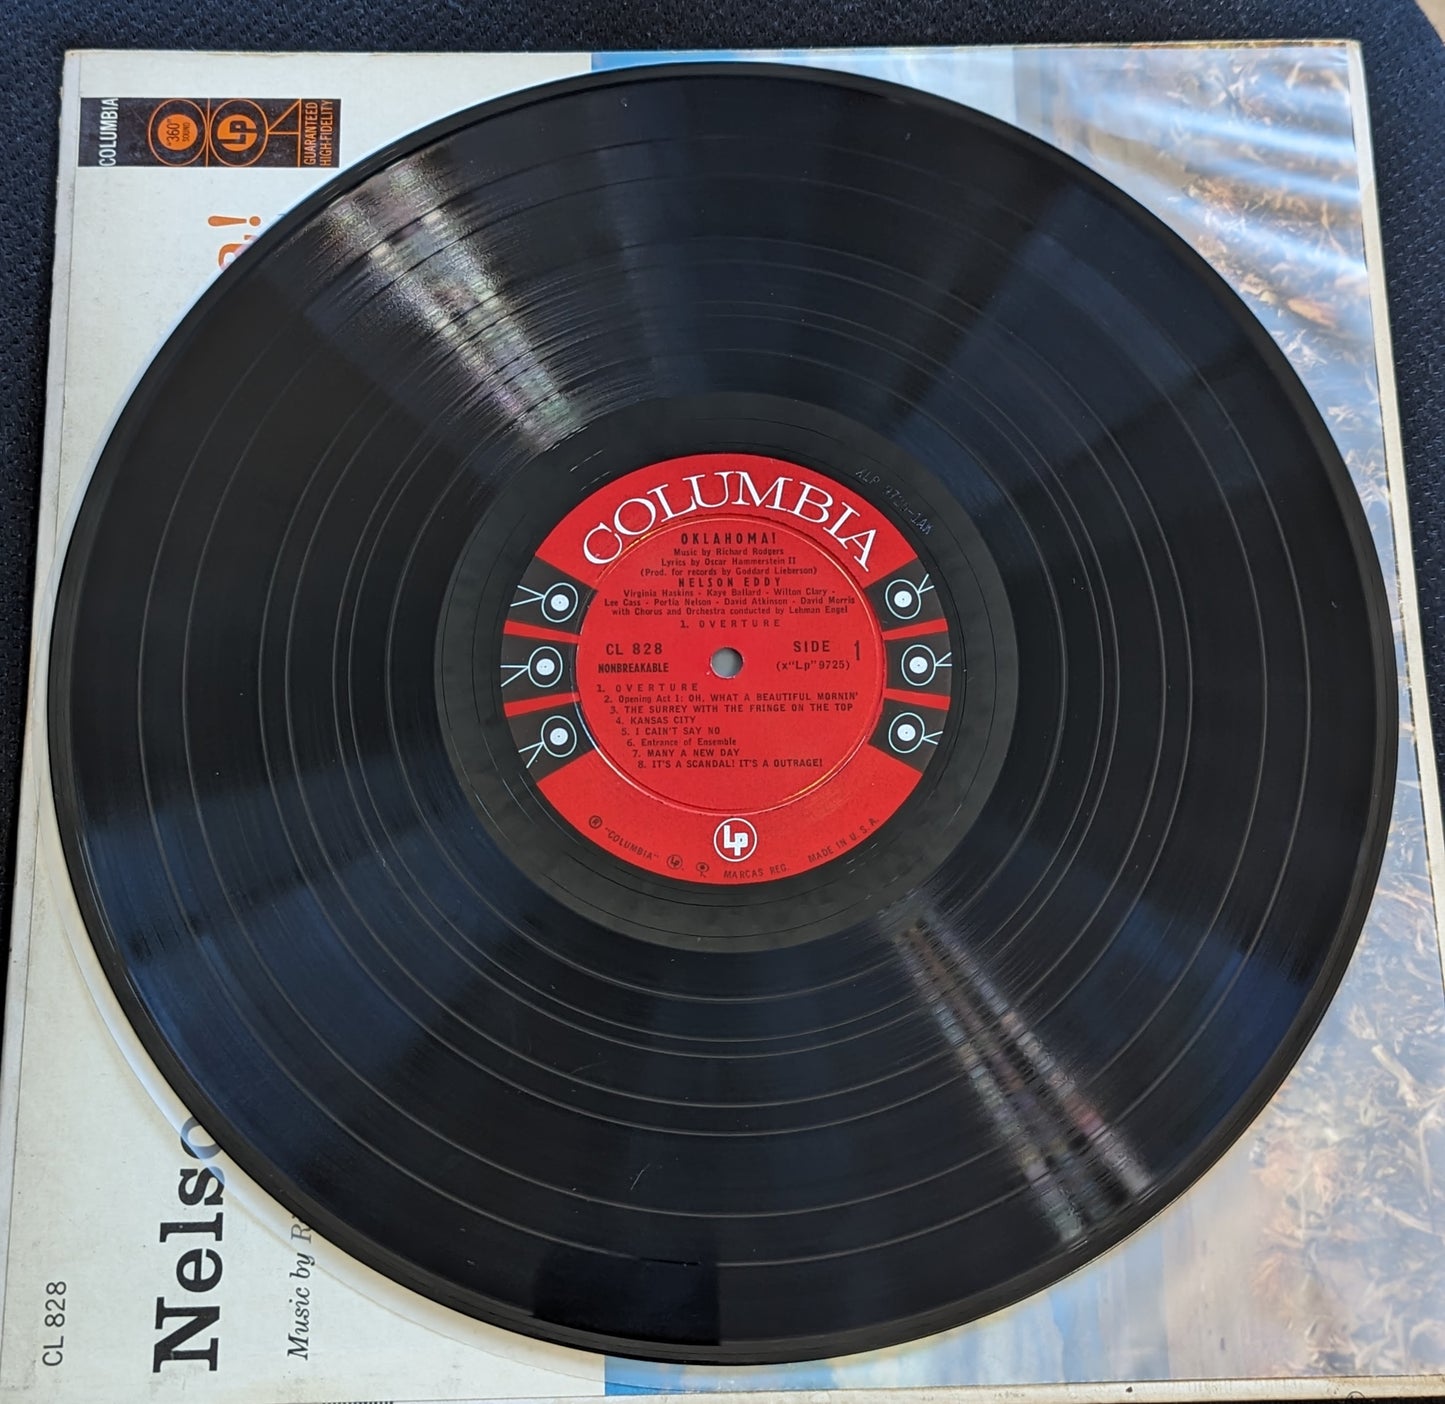 COLUMBIA
"360"
SOUND
LP
GUARANTEED
HIGH-FIDELITY
CL 828
Music by
COLUMBIA
OKLAHOMA!
Music by Richard Rodgers
Lyrics by Oscar Hammerstein II
(Prod. for records by Goddard Lieberson)
NELSON EDDY
Virginia Haskins - Kaye Ballard - Wilton Clary -
Lee Cass - Portia Nelson - David Atkinson - David Morris
with Chorus and Orchestra conducted by Lehman Engel
1. OVERTURE
CL 828 SIDE 1
NONBREAKABLE (x"Lp"9725)
1. OVERTURE
2. Opening Act 1: OH, WHAT A BEAUTIFUL MORNIN'
3. THE SURREY WITH THE FRINGE ON THE TOP
4. KANSAS CITY
5. I CAIN'T SAY NO
6. Entrance of Ensemble
7. MANY A NEW DAY
8. IT'S A SCANDAL! IT'S A OUTRAGE!
LP
® "COLUMBIA" LP. MARCAS REG. MADE IN U.S.A.